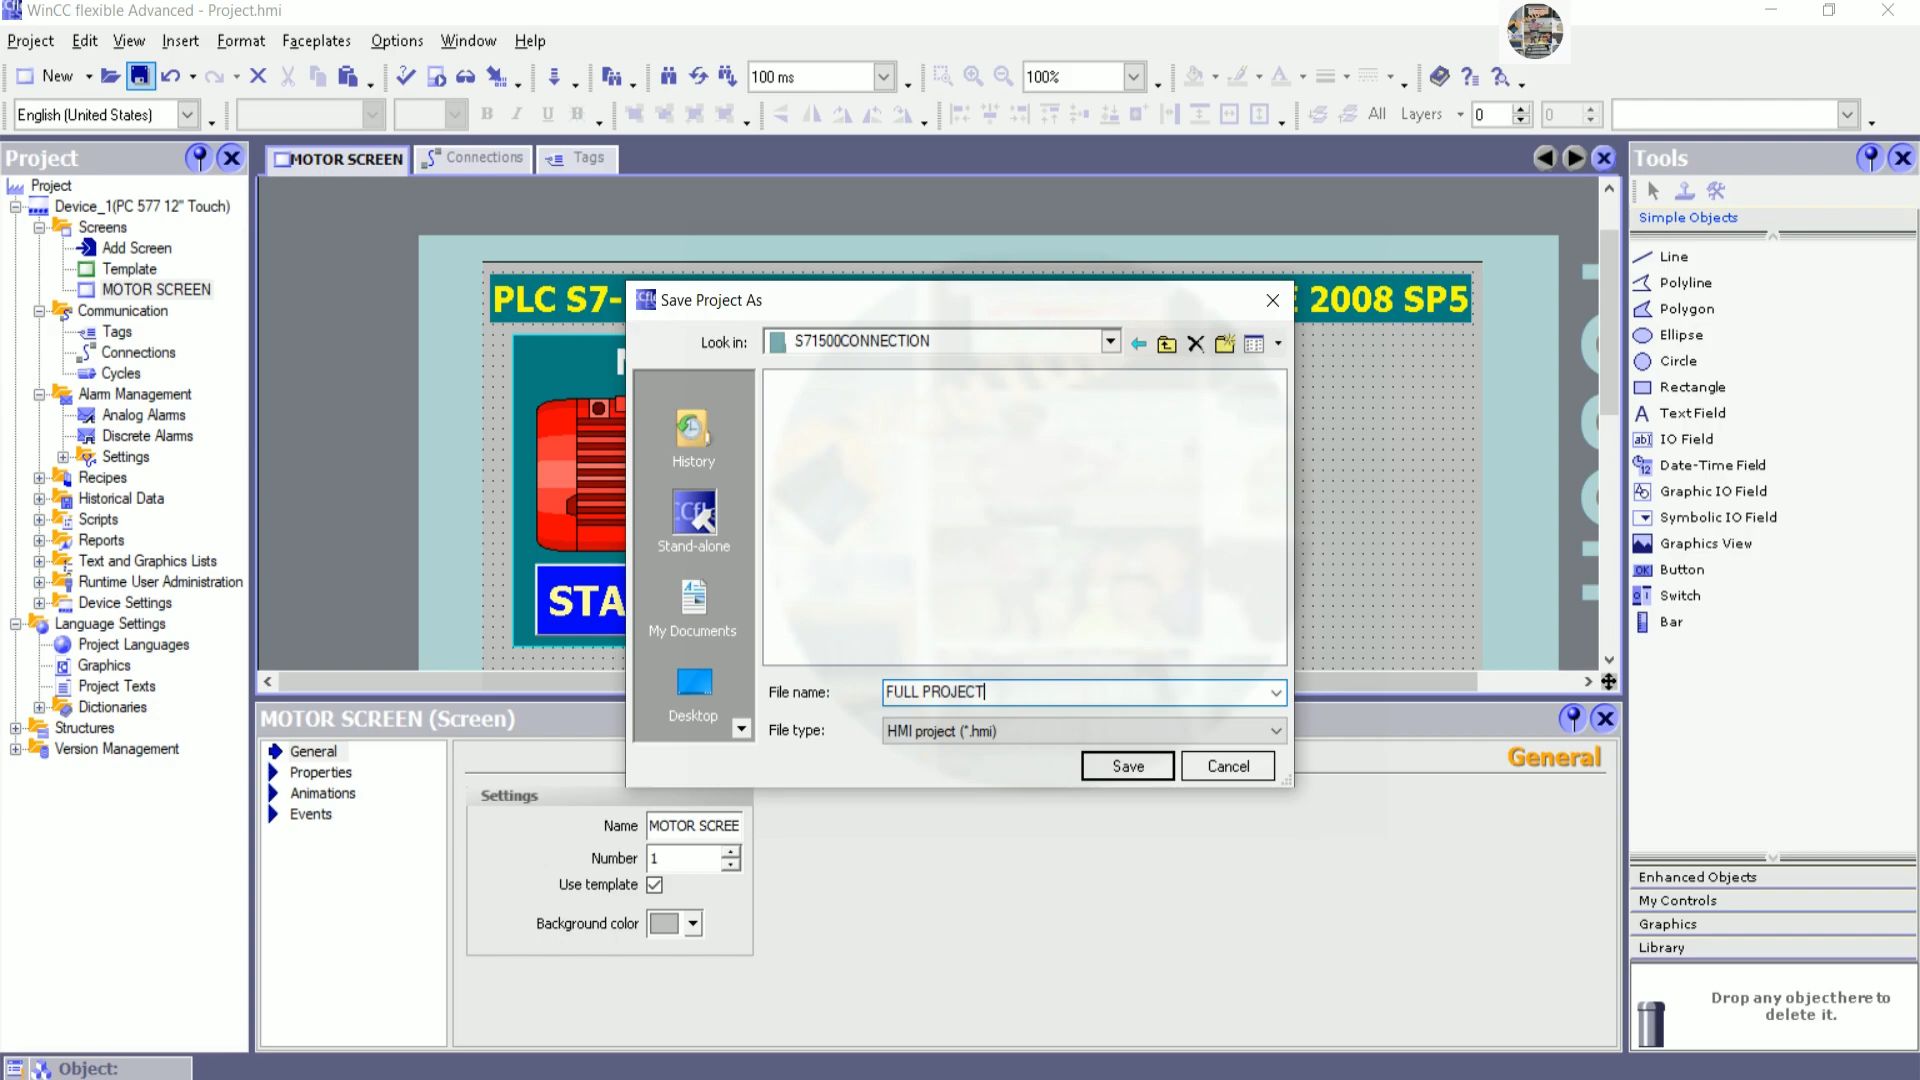 WinCC flexible Advanced - Project.hmi
Project Edit View Insert Format Faceplates Options Window Help
New 100 ms 100%
English (United States) All Layers 0 0
Project
Project
Device_1(PC 577 12" Touch)
Screens
Add Screen
Template
MOTOR SCREEN
Communication
Tags
Connections
Cycles
Alarm Management
Analog Alarms
Discrete Alarms
Settings
Recipes
Historical Data
Scripts
Reports
Text and Graphics Lists
Runtime User Administration
Device Settings
Language Settings
Project Languages
Graphics
Project Texts
Dictionaries
Structures
Version Management
MOTOR SCREEN Connections Tags
PLC S7- 2008 SP5
STA
Save Project As
Look in: S71500CONNECTION
History
Stand-alone
My Documents
Desktop
File name: FULL PROJECT
File type: HMI project (*.hmi)
Save Cancel
MOTOR SCREEN (Screen)
General
Properties
Animations
Events
General
Settings
Name MOTOR SCREE
Number 1
Use template
Background color
Tools
Simple Objects
Line
Polyline
Polygon
Ellipse
Circle
Rectangle
TextField
IO Field
Date-Time Field
Graphic IO Field
Symbolic IO Field
Graphics View
Button
Switch
Bar
Enhanced Objects
My Controls
Graphics
Library
Drop any objecthere to
delete it.
Object: